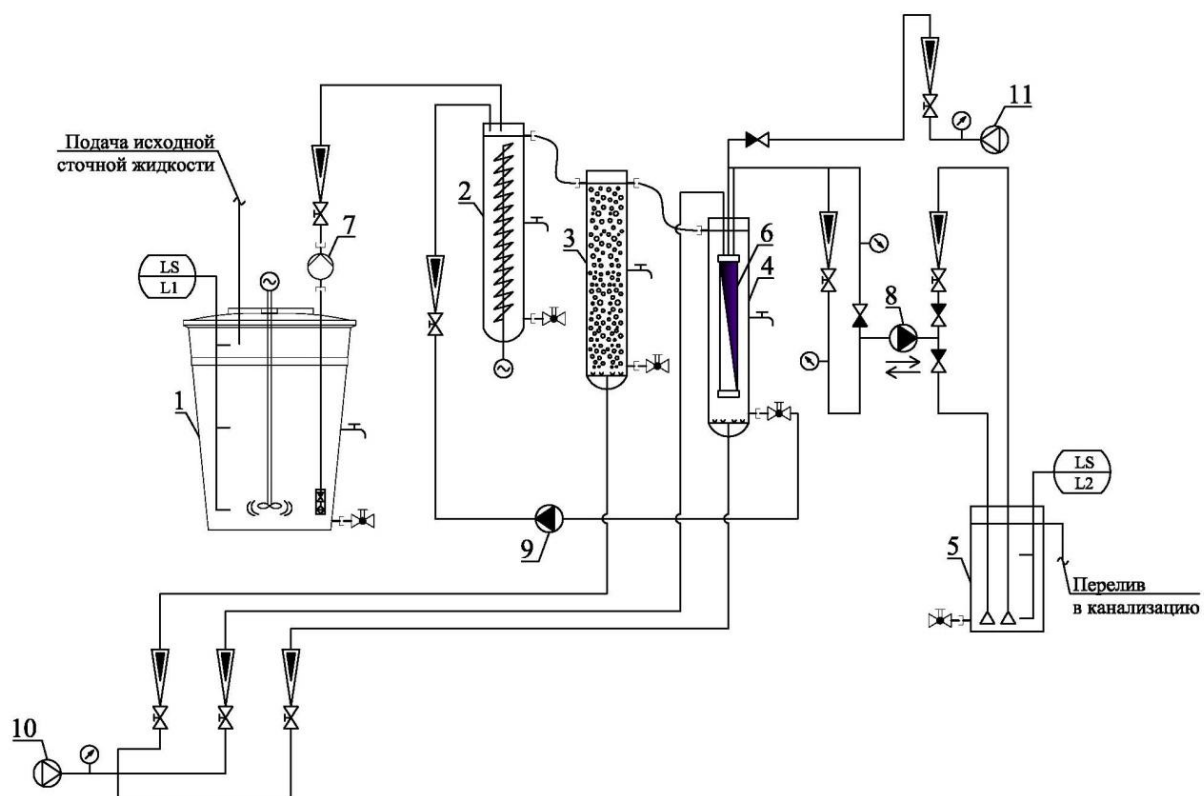 11
Подача исходной
сточной жидкости
2
7
3
6
4
LS
L1
8
1
LS
L2
9
5
Перелив
в канализацию
10